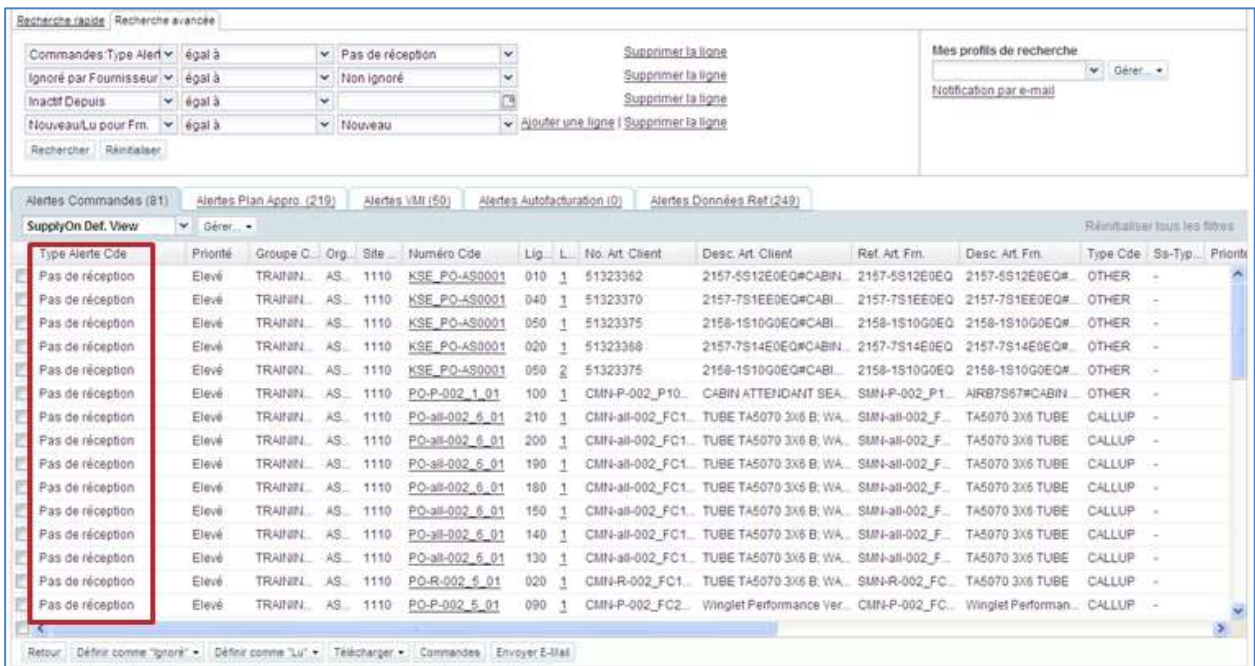 Recherche rapide Recherche avancée
Commandes:Type Alert égal à Pas de réception Supprimer la ligne
Ignoré par Fournisseur égal à Non ignoré Supprimer la ligne
Inactif Depuis égal à Supprimer la ligne
Nouveau/Lu pour Frn. égal à Nouveau Ajouter une ligne | Supprimer la ligne
Rechercher Réinitialiser
Mes profils de recherche
Gérer...
Notification par e-mail
Alertes Commandes (81) Alertes Plan Appro. (219) Alertes VMI (50) Alertes Autofacturation (0) Alertes Données Ref (249)
SupplyOn Def. View Gérer... Réinitialiser tous les filtres
Type Alerte Cde Priorité Groupe C... Org... Site ... Numéro Cde Lig... L... No. Art. Client Desc. Art. Client Ref. Art. Frn. Desc. Art. Frn. Type Cde Ss-Typ... Priorité
Pas de réception Elevé TRAININ... AS... 1110 KSE_PO-AS0001 010 1 51323362 2157-5S12E0EQ#CABIN... 2157-5S12E0EQ 2157-5S12E0EQ#... OTHER -
Pas de réception Elevé TRAININ... AS... 1110 KSE_PO-AS0001 040 1 51323370 2157-7S1EE0EQ#CABI... 2157-7S1EE0EQ 2157-7S1EE0EQ#... OTHER -
Pas de réception Elevé TRAININ... AS... 1110 KSE_PO-AS0001 050 1 51323375 2158-1S10G0EQ#CABI... 2158-1S10G0EQ 2158-1S10G0EQ#... OTHER -
Pas de réception Elevé TRAININ... AS... 1110 KSE_PO-AS0001 020 1 51323368 2157-7S14E0EQ#CABIN... 2157-7S14E0EQ 2157-7S14E0EQ#... OTHER -
Pas de réception Elevé TRAININ... AS... 1110 KSE_PO-AS0001 050 2 51323375 2158-1S10G0EQ#CABI... 2158-1S10G0EQ 2158-1S10G0EQ#... OTHER -
Pas de réception Elevé TRAININ... AS... 1110 PO-P-002_1_01 100 1 CMN-P-002_P10... CABIN ATTENDANT SEA... SMN-P-002_P1... AIRB7S67#CABIN... OTHER -
Pas de réception Elevé TRAININ... AS... 1110 PO-all-002_6_01 210 1 CMN-all-002_FC1... TUBE TA5070 3X6 B; WA... SMN-all-002_F... TA5070 3X6 TUBE CALLUP -
Pas de réception Elevé TRAININ... AS... 1110 PO-all-002_6_01 200 1 CMN-all-002_FC1... TUBE TA5070 3X6 B; WA... SMN-all-002_F... TA5070 3X6 TUBE CALLUP -
Pas de réception Elevé TRAININ... AS... 1110 PO-all-002_6_01 190 1 CMN-all-002_FC1... TUBE TA5070 3X6 B; WA... SMN-all-002_F... TA5070 3X6 TUBE CALLUP -
Pas de réception Elevé TRAININ... AS... 1110 PO-all-002_6_01 180 1 CMN-all-002_FC1... TUBE TA5070 3X6 B; WA... SMN-all-002_F... TA5070 3X6 TUBE CALLUP -
Pas de réception Elevé TRAININ... AS... 1110 PO-all-002_6_01 150 1 CMN-all-002_FC1... TUBE TA5070 3X6 B; WA... SMN-all-002_F... TA5070 3X6 TUBE CALLUP -
Pas de réception Elevé TRAININ... AS... 1110 PO-all-002_6_01 140 1 CMN-all-002_FC1... TUBE TA5070 3X6 B; WA... SMN-all-002_F... TA5070 3X6 TUBE CALLUP -
Pas de réception Elevé TRAININ... AS... 1110 PO-all-002_6_01 130 1 CMN-all-002_FC1... TUBE TA5070 3X6 B; WA... SMN-all-002_F... TA5070 3X6 TUBE CALLUP -
Pas de réception Elevé TRAININ... AS... 1110 PO-R-002_5_01 020 1 CMN-R-002_FC1... TUBE TA5070 3X6 B; WA... SMN-R-002_FC... TA5070 3X6 TUBE CALLUP -
Pas de réception Elevé TRAININ... AS... 1110 PO-P-002_5_01 090 1 CMN-P-002_FC2... Winglet Performance Ver... CMN-P-002_FC... Winglet Performan... CALLUP -
Retour Définir comme "Ignoré" Définir comme "Lu" Télécharger Commandes Envoyer E-Mail